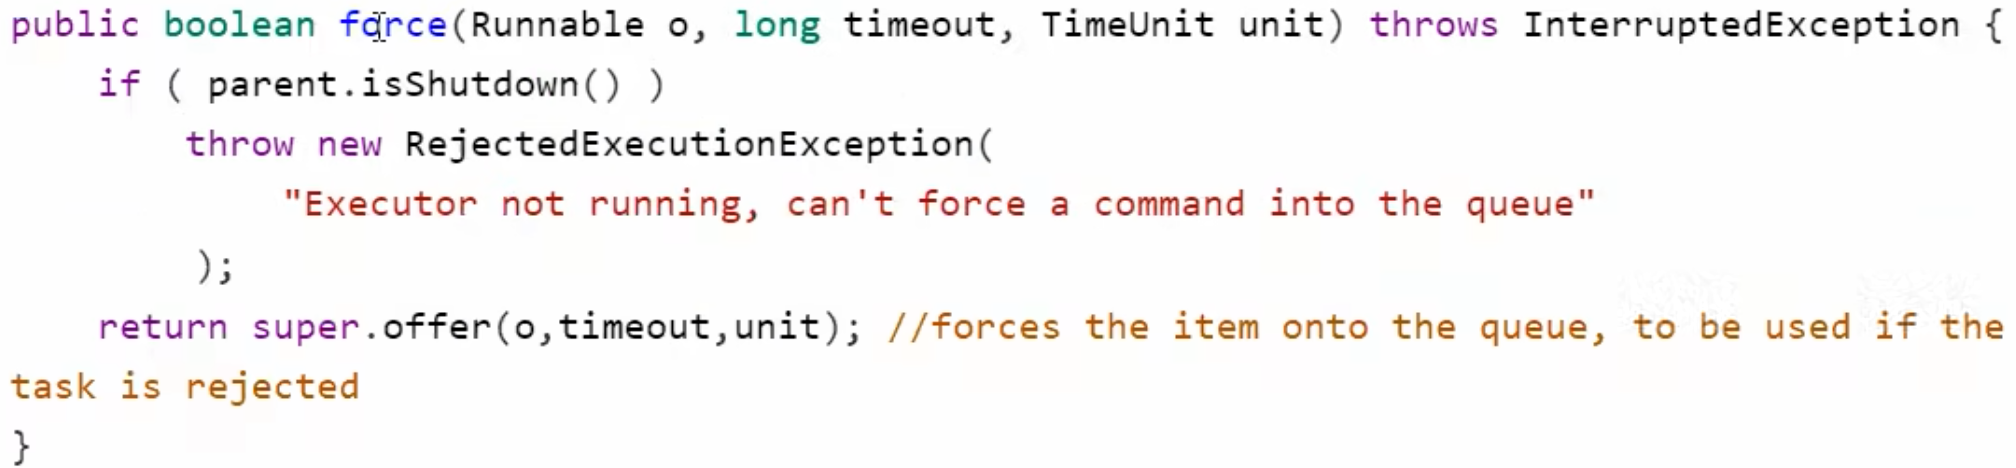 public boolean force(Runnable o, long timeout, TimeUnit unit) throws InterruptedException {
    if ( parent.isShutdown() )
        throw new RejectedExecutionException(
            "Executor not running, can't force a command into the queue"
        );
    return super.offer(o,timeout,unit); //forces the item onto the queue, to be used if the
task is rejected
}